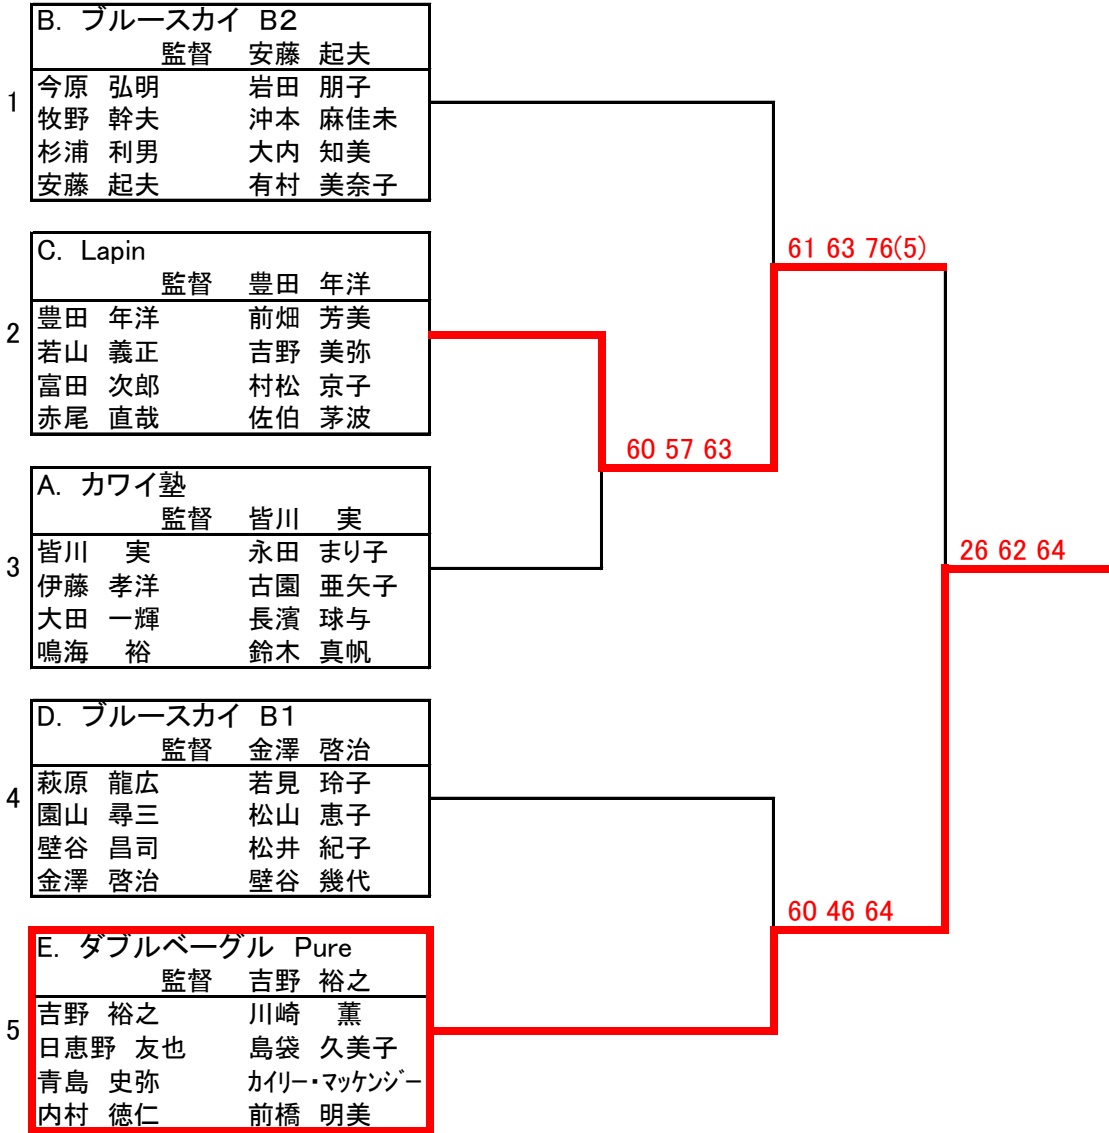 B. ブルースカイ B2
監督 安藤 起夫
1
今原 弘明 岩田 朋子
牧野 幹夫 沖本 麻佳未
杉浦 利男 大内 知美
安藤 起夫 有村 美奈子
C. Lapin
監督 豊田 年洋
2
豊田 年洋 前畑 芳美
若山 義正 吉野 美弥
富田 次郎 村松 京子
赤尾 直哉 佐伯 茅波
61 63 76(5)
60 57 63
A. カワイ塾
監督 皆川 実
3
皆川 実 永田 まり子
伊藤 孝洋 古園 亜矢子
大田 一輝 長濱 球与
鳴海 裕 鈴木 真帆
26 62 64
D. ブルースカイ B1
監督 金澤 啓治
4
萩原 龍広 若見 玲子
園山 尋三 松山 恵子
壁谷 昌司 松井 紀子
金澤 啓治 壁谷 幾代
60 46 64
E. ダブルベーグル Pure
監督 吉野 裕之
5
吉野 裕之 川崎 薫
日恵野 友也 島袋 久美子
青島 史弥 カイリー・マッケンジー
内村 徳仁 前橋 明美